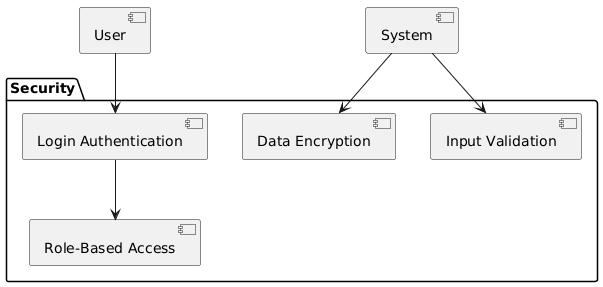 User
System
Security
Login Authentication
Data Encryption
Input Validation
Role-Based Access